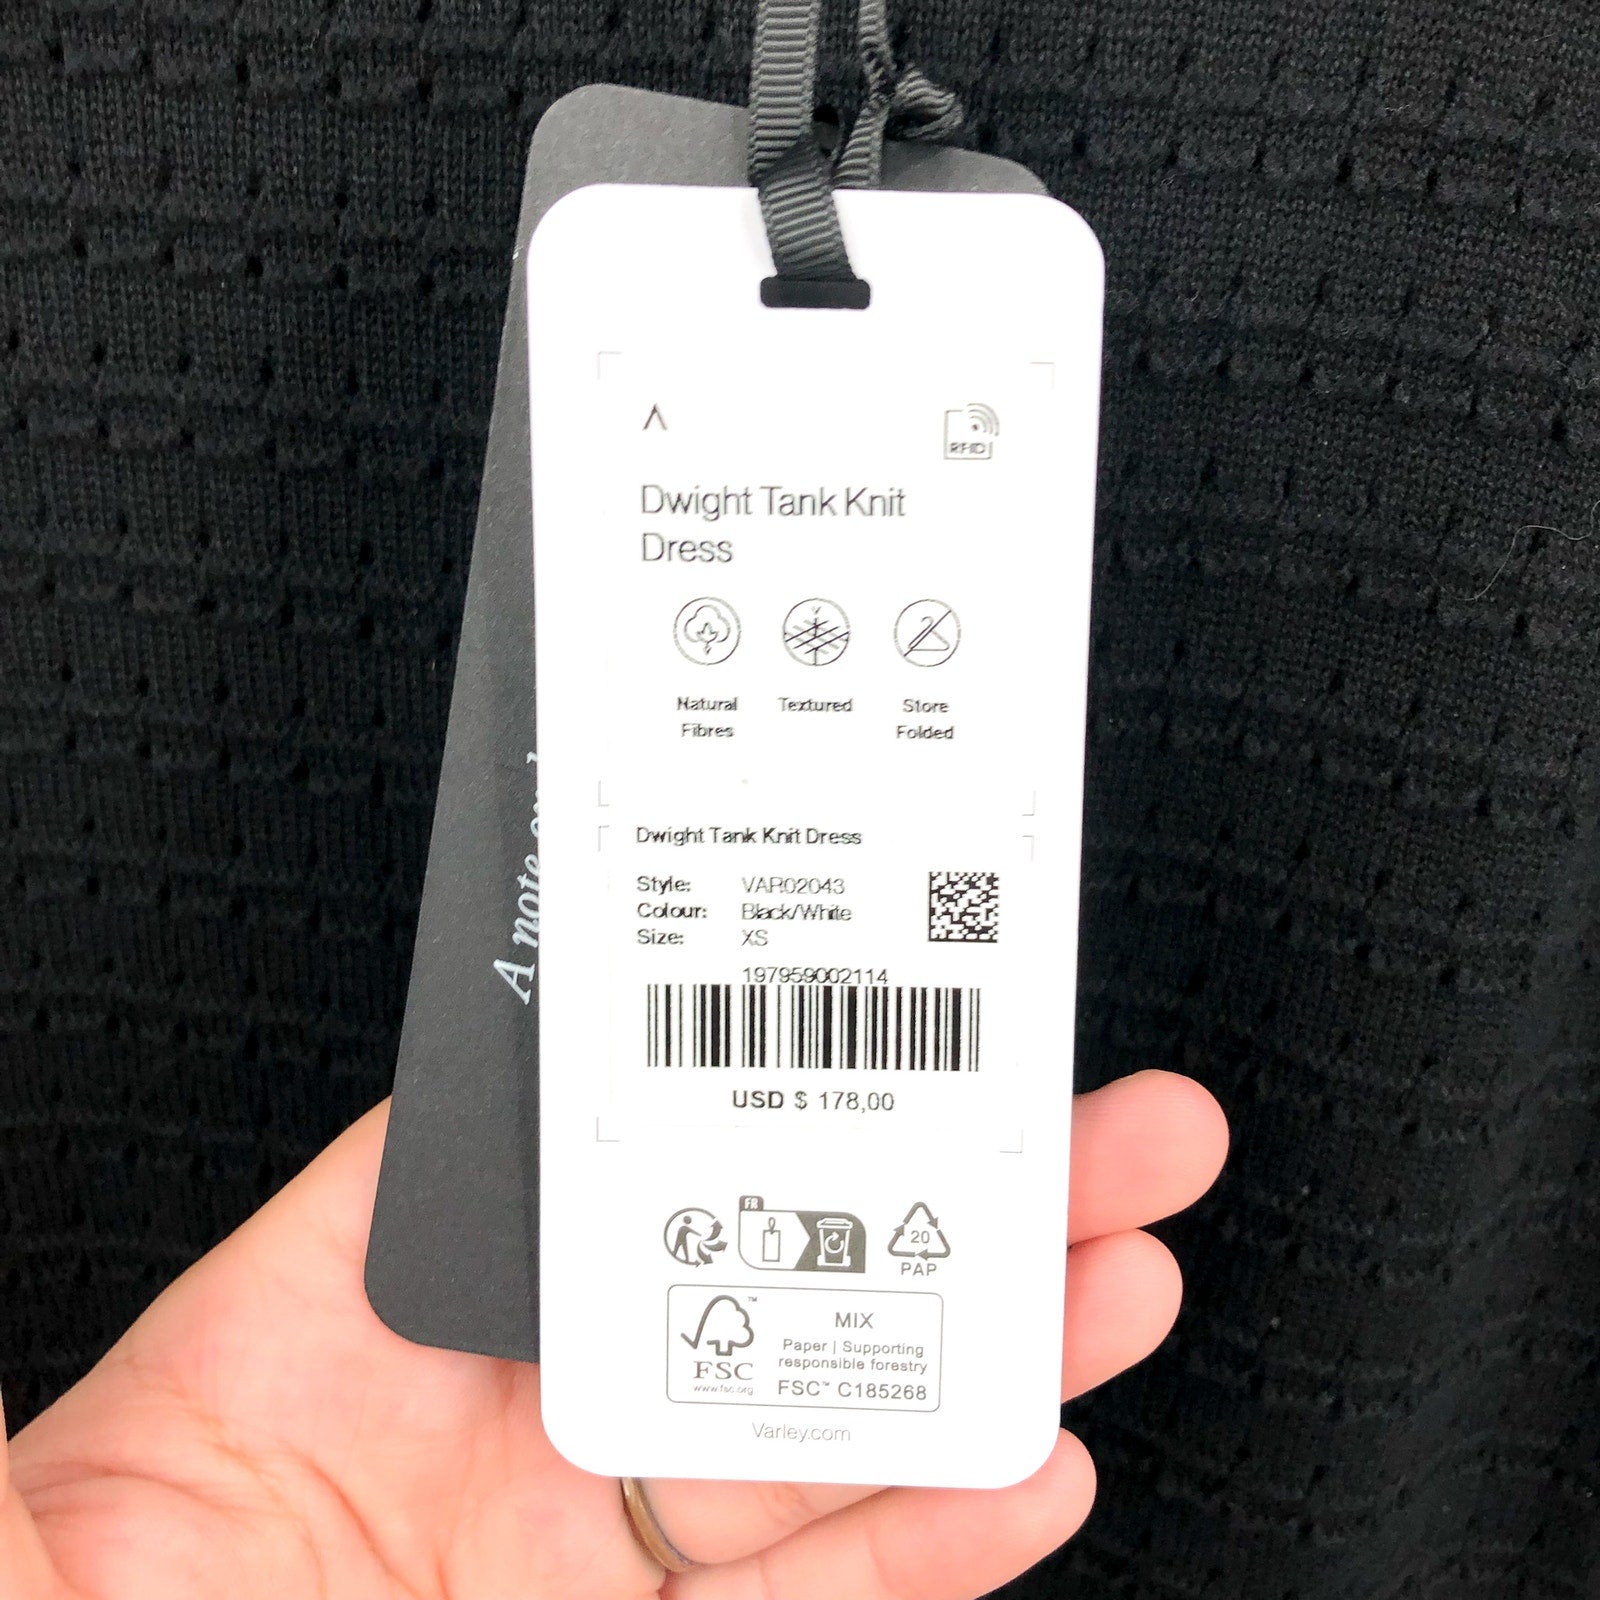 RFID
Dwight Tank Knit
Dress
Natural
Fibres
Textured
Store
Folded
Dwight Tank Knit Dress
Style: VAR02043
Colour: Black/White
Size: XS
197959002114
USD $ 178,00
FR
20
PAP
FSC
www.fsc.org
MIX
Paper | Supporting
responsible forestry
FSC™ C185268
Varley.com
A note